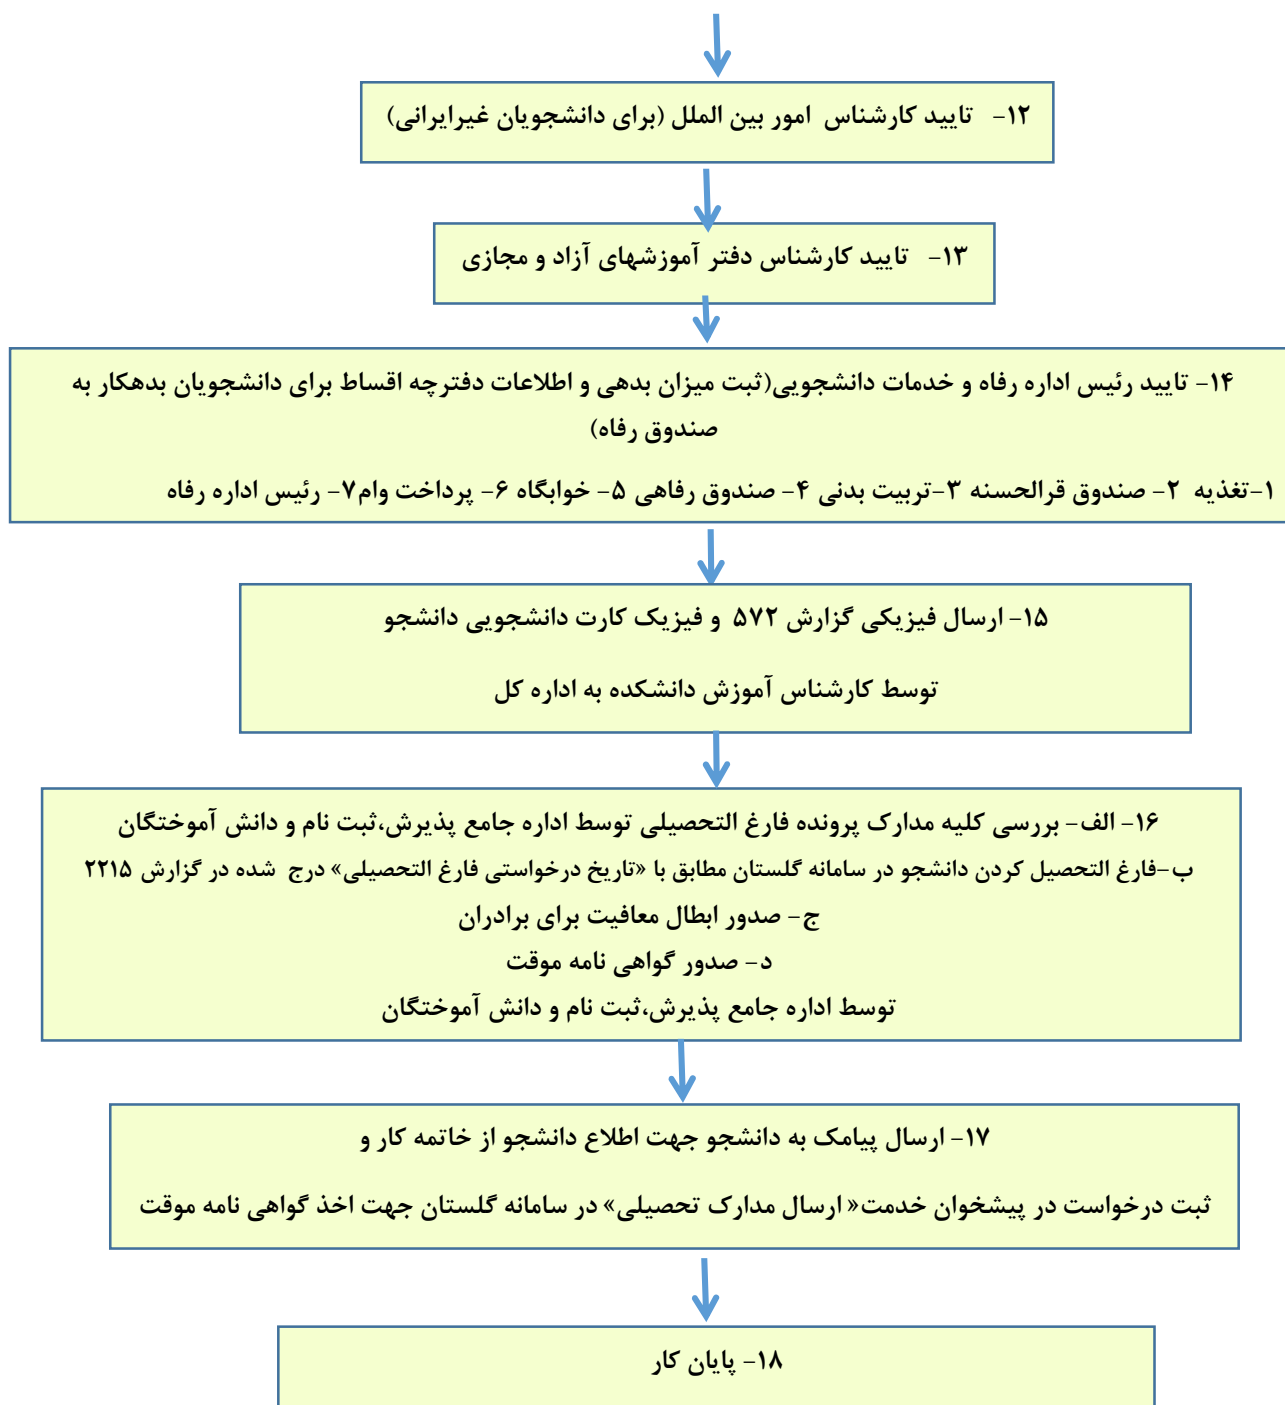 ۱۲- تایید کارشناس امور بین الملل (برای دانشجویان غیرایرانی)
۱۳- تایید کارشناس دفتر آموزشهای آزاد و مجازی
۱۴- تایید رئیس اداره رفاه و خدمات دانشجویی(ثبت میزان بدهی و اطلاعات دفترچه اقساط برای دانشجویان بدهکار به
صندوق رفاه)
۱-تغذیه ۲- صندوق قرالحسنه ۳-تربیت بدنی ۴- صندوق رفاهی ۵- خوابگاه ۶- پرداخت وام۷- رئیس اداره رفاه
۱۵- ارسال فیزیکی گزارش ۵۷۲ و فیزیک کارت دانشجویی دانشجو
توسط کارشناس آموزش دانشکده به اداره کل
۱۶- الف- بررسی کلیه مدارک پرونده فارغ التحصیلی توسط اداره جامع پذیرش،ثبت نام و دانش آموختگان
ب-فارغ التحصیل کردن دانشجو در سامانه گلستان مطابق با «تاریخ درخواستی فارغ التحصیلی» درج شده در گزارش ۲۲۱۵
ج- صدور ابطال معافیت برای برادران
د- صدور گواهی نامه موقت
توسط اداره جامع پذیرش،ثبت نام و دانش آموختگان
۱۷- ارسال پیامک به دانشجو جهت اطلاع دانشجو از خاتمه کار و
ثبت درخواست در پیشخوان خدمت« ارسال مدارک تحصیلی» در سامانه گلستان جهت اخذ گواهی نامه موقت
۱۸- پایان کار